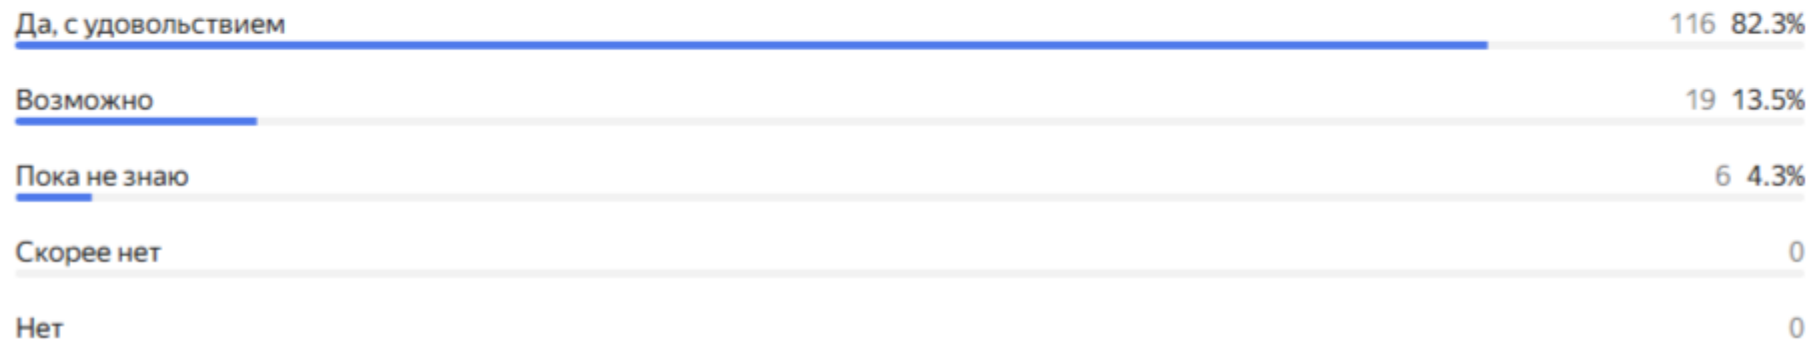 Да, с удовольствием 116 82.3%
Возможно 19 13.5%
Пока не знаю 6 4.3%
Скорее нет 0
Нет 0